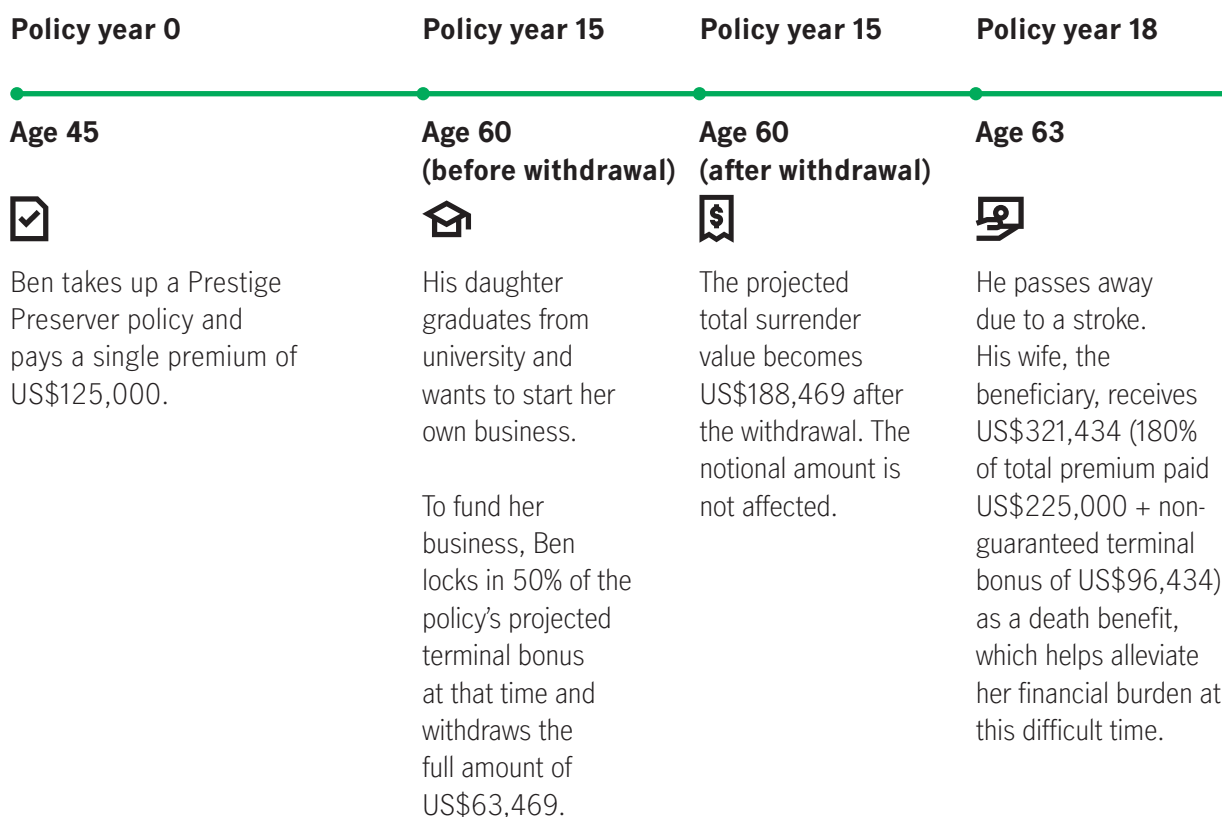 Policy year 0
Policy year 15
Policy year 15
Policy year 18
Age 45
Age 60
(before withdrawal)
Age 60
(after withdrawal)
Age 63
Ben takes up a Prestige
Preserver policy and
pays a single premium of
US$125,000.
His daughter
graduates from
university and
wants to start her
own business.
To fund her
business, Ben
locks in 50% of the
policy's projected
terminal bonus
at that time and
withdraws the
full amount of
US$63,469.
The projected
total surrender
value becomes
US$188,469 after
the withdrawal. The
notional amount is
not affected.
He passes away
due to a stroke.
His wife, the
beneficiary, receives
US$321,434 (180%
of total premium paid
US$225,000 + non-
guaranteed terminal
bonus of US$96,434)
as a death benefit,
which helps alleviate
her financial burden at
this difficult time.